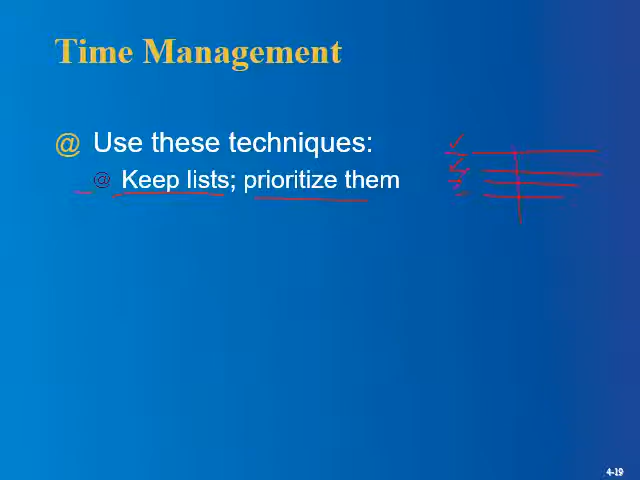 Time Management
@ Use these techniques:
@ Keep lists; prioritize them
4-19